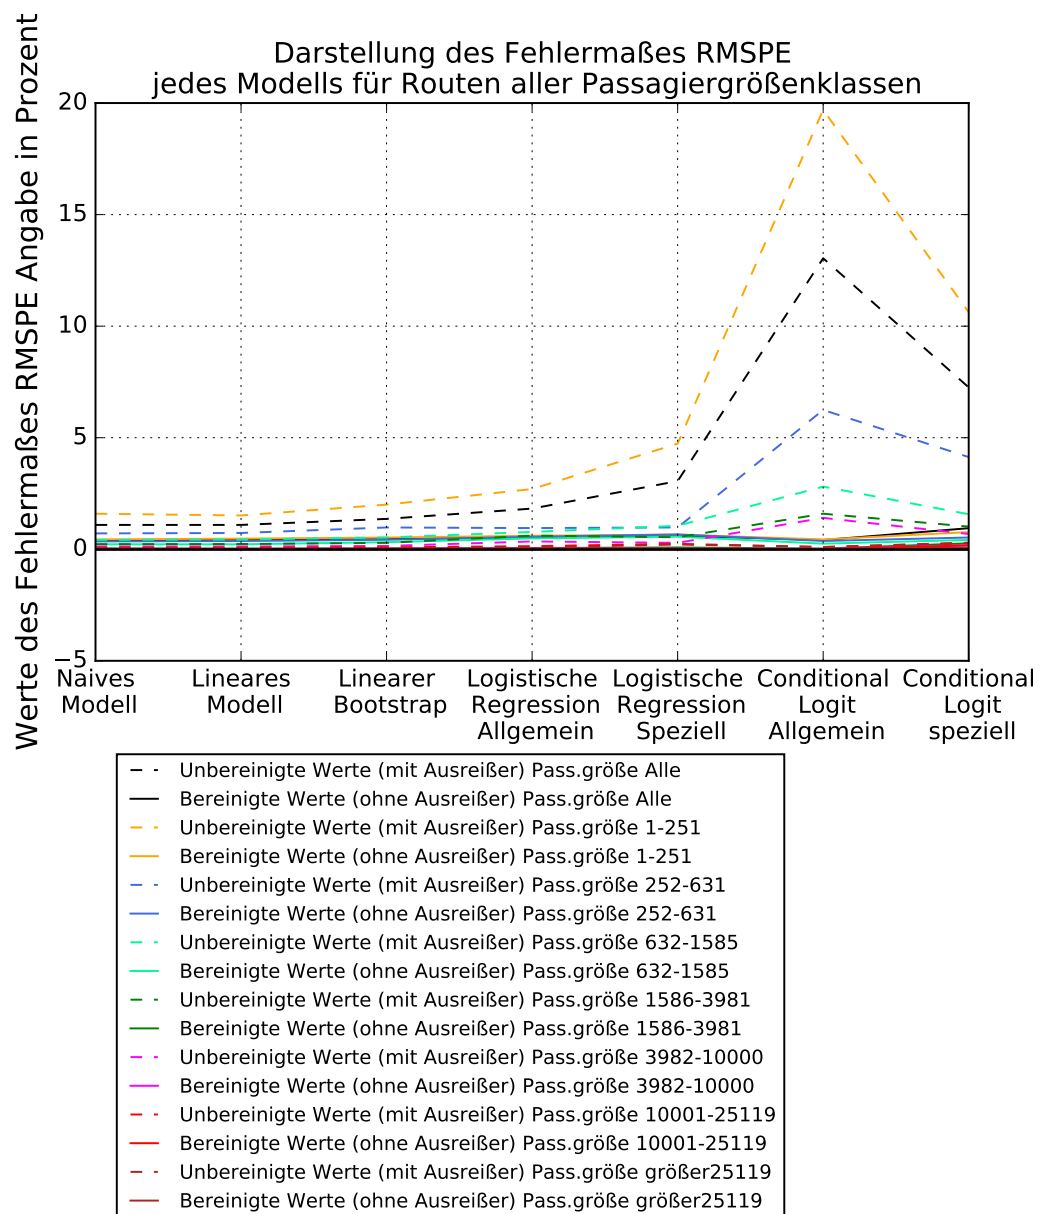 Darstellung des Fehlermaßes RMSPE
jedes Modells für Routen aller Passagiergrößenklassen
Werte des Fehlermaßes RMSPE Angabe in Prozent
20
15
10
5
0
−5
Naives Modell
Lineares Modell
Linearer Bootstrap
Logistische Regression Allgemein
Logistische Regression Speziell
Conditional Logit Allgemein
Conditional Logit speziell
Unbereinigte Werte (mit Ausreißer) Pass.größe Alle
Bereinigte Werte (ohne Ausreißer) Pass.größe Alle
Unbereinigte Werte (mit Ausreißer) Pass.größe 1-251
Bereinigte Werte (ohne Ausreißer) Pass.größe 1-251
Unbereinigte Werte (mit Ausreißer) Pass.größe 252-631
Bereinigte Werte (ohne Ausreißer) Pass.größe 252-631
Unbereinigte Werte (mit Ausreißer) Pass.größe 632-1585
Bereinigte Werte (ohne Ausreißer) Pass.größe 632-1585
Unbereinigte Werte (mit Ausreißer) Pass.größe 1586-3981
Bereinigte Werte (ohne Ausreißer) Pass.größe 1586-3981
Unbereinigte Werte (mit Ausreißer) Pass.größe 3982-10000
Bereinigte Werte (ohne Ausreißer) Pass.größe 3982-10000
Unbereinigte Werte (mit Ausreißer) Pass.größe 10001-25119
Bereinigte Werte (ohne Ausreißer) Pass.größe 10001-25119
Unbereinigte Werte (mit Ausreißer) Pass.größe größer25119
Bereinigte Werte (ohne Ausreißer) Pass.größe größer25119